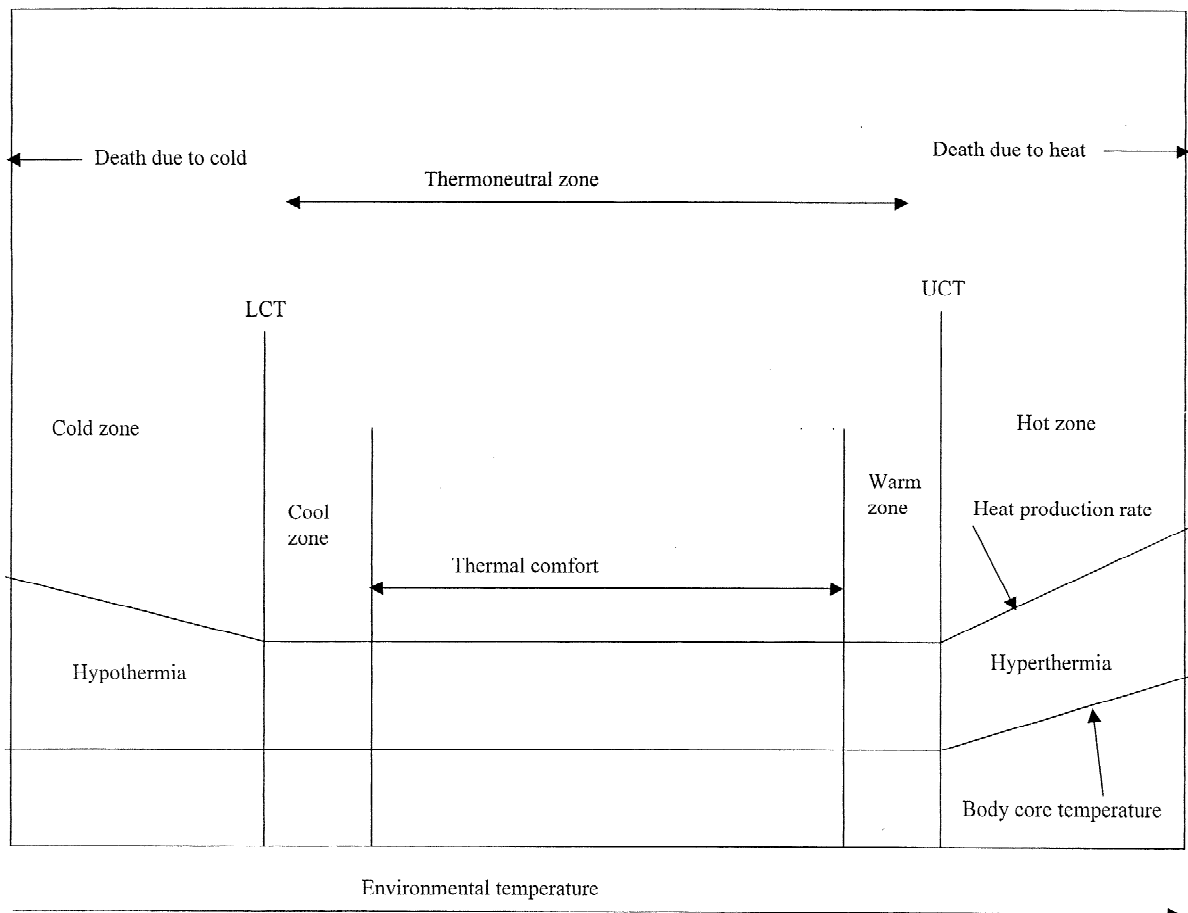 Death due to cold
Death due to heat
Thermoneutral zone
LCT
UCT
Cold zone
Hot zone
Cool
zone
Warm
zone
Heat production rate
Thermal comfort
Hypothermia
Hyperthermia
Body core temperature
Environmental temperature